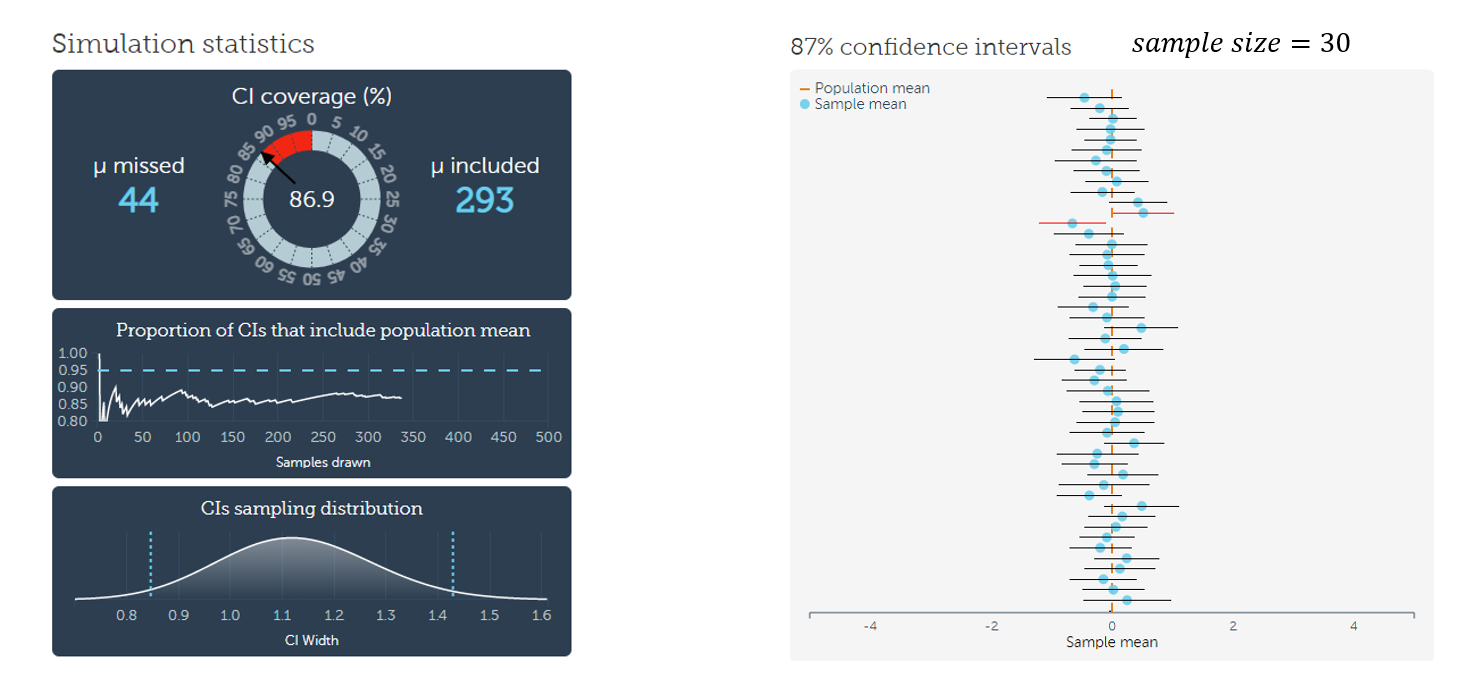 Simulation statistics
CI coverage (%)
0 5 10 15 20 25 30 35 40 45 50 55 60 65 70 75 80 85 90 95
μ missed
44
86.9
μ included
293
Proportion of CIs that include population mean
1.00
0.95
0.90
0.85
0.80
0 50 100 150 200 250 300 350 400 450 500
Samples drawn
CIs sampling distribution
0.8 0.9 1.0 1.1 1.2 1.3 1.4 1.5 1.6
CI Width
87% confidence intervals
sample size = 30
Population mean
Sample mean
-4 -2 0 2 4
Sample mean